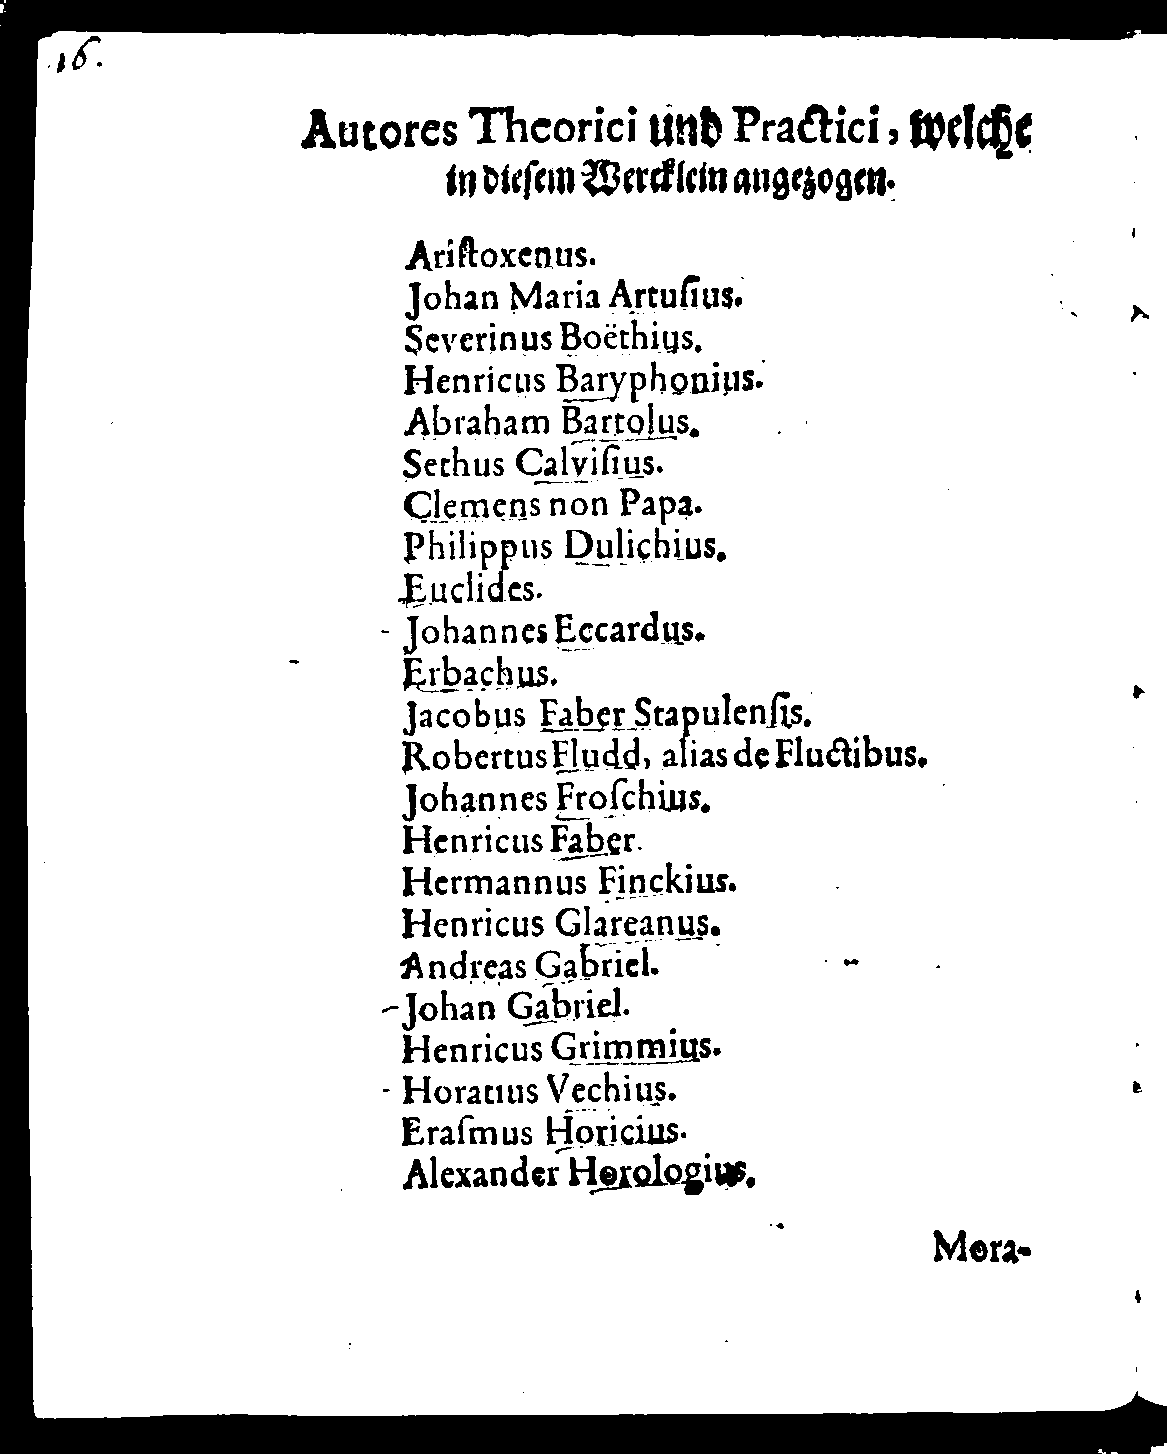 16.
Autores Theorici und Practici, welche
in diesem Wercklein angezogen.
Aristoxenus.
Johan Maria Artusius.
Severinus Boëthius.
Henricus Baryphonius.
Abraham Bartolus.
Sethus Calvisius.
Clemens non Papa.
Philippus Dulichius.
Euclides.
- Johannes Eccardus.
Erbachus.
Jacobus Faber Stapulensis.
Robertus Fludd, alias de Fluctibus.
Johannes Froschius.
Henricus Faber.
Hermannus Finckius.
Henricus Glareanus.
Andreas Gabriel.
- Johan Gabriel.
Henricus Grimmius.
- Horatius Vechius.
Erasmus Horicius.
Alexander Horologius.
Mora-